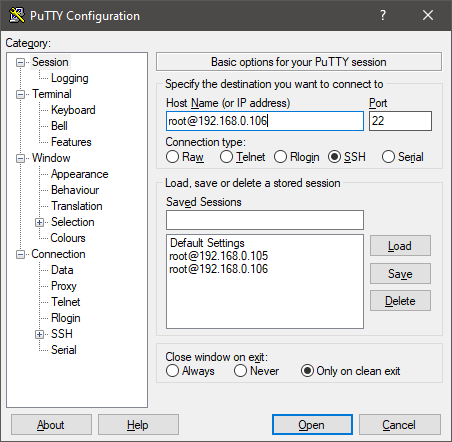 PuTTY Configuration
?
Category:
Session
Logging
Terminal
Keyboard
Bell
Features
Window
Appearance
Behaviour
Translation
Selection
Colours
Connection
Data
Proxy
Telnet
Rlogin
SSH
Serial
Basic options for your PuTTY session
Specify the destination you want to connect to
Host Name (or IP address) Port
root@192.168.0.106 22
Connection type:
Raw Telnet Rlogin SSH Serial
Load, save or delete a stored session
Saved Sessions
Default Settings
root@192.168.0.105
root@192.168.0.106
Load
Save
Delete
Close window on exit:
Always Never Only on clean exit
About Help Open Cancel